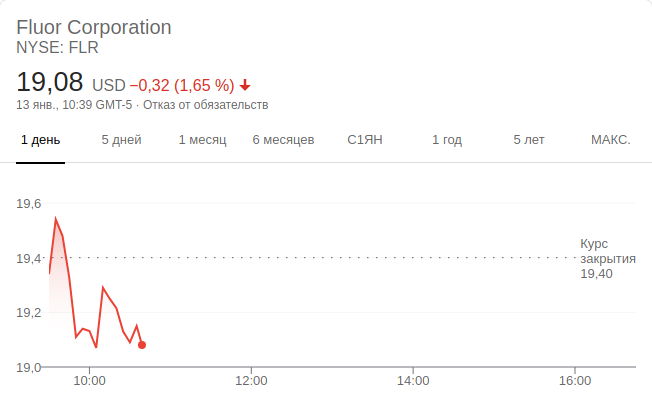 Fluor Corporation
NYSE: FLR
19,08 USD −0,32 (1,65 %)
13 янв., 10:39 GMT-5 · Отказ от обязательств
1 день 5 дней 1 месяц 6 месяцев С1ЯН 1 год 5 лет МАКС.
19,6
Курс
19,4 закрытия
19,40
19,2
19,0
10:00 12:00 14:00 16:00